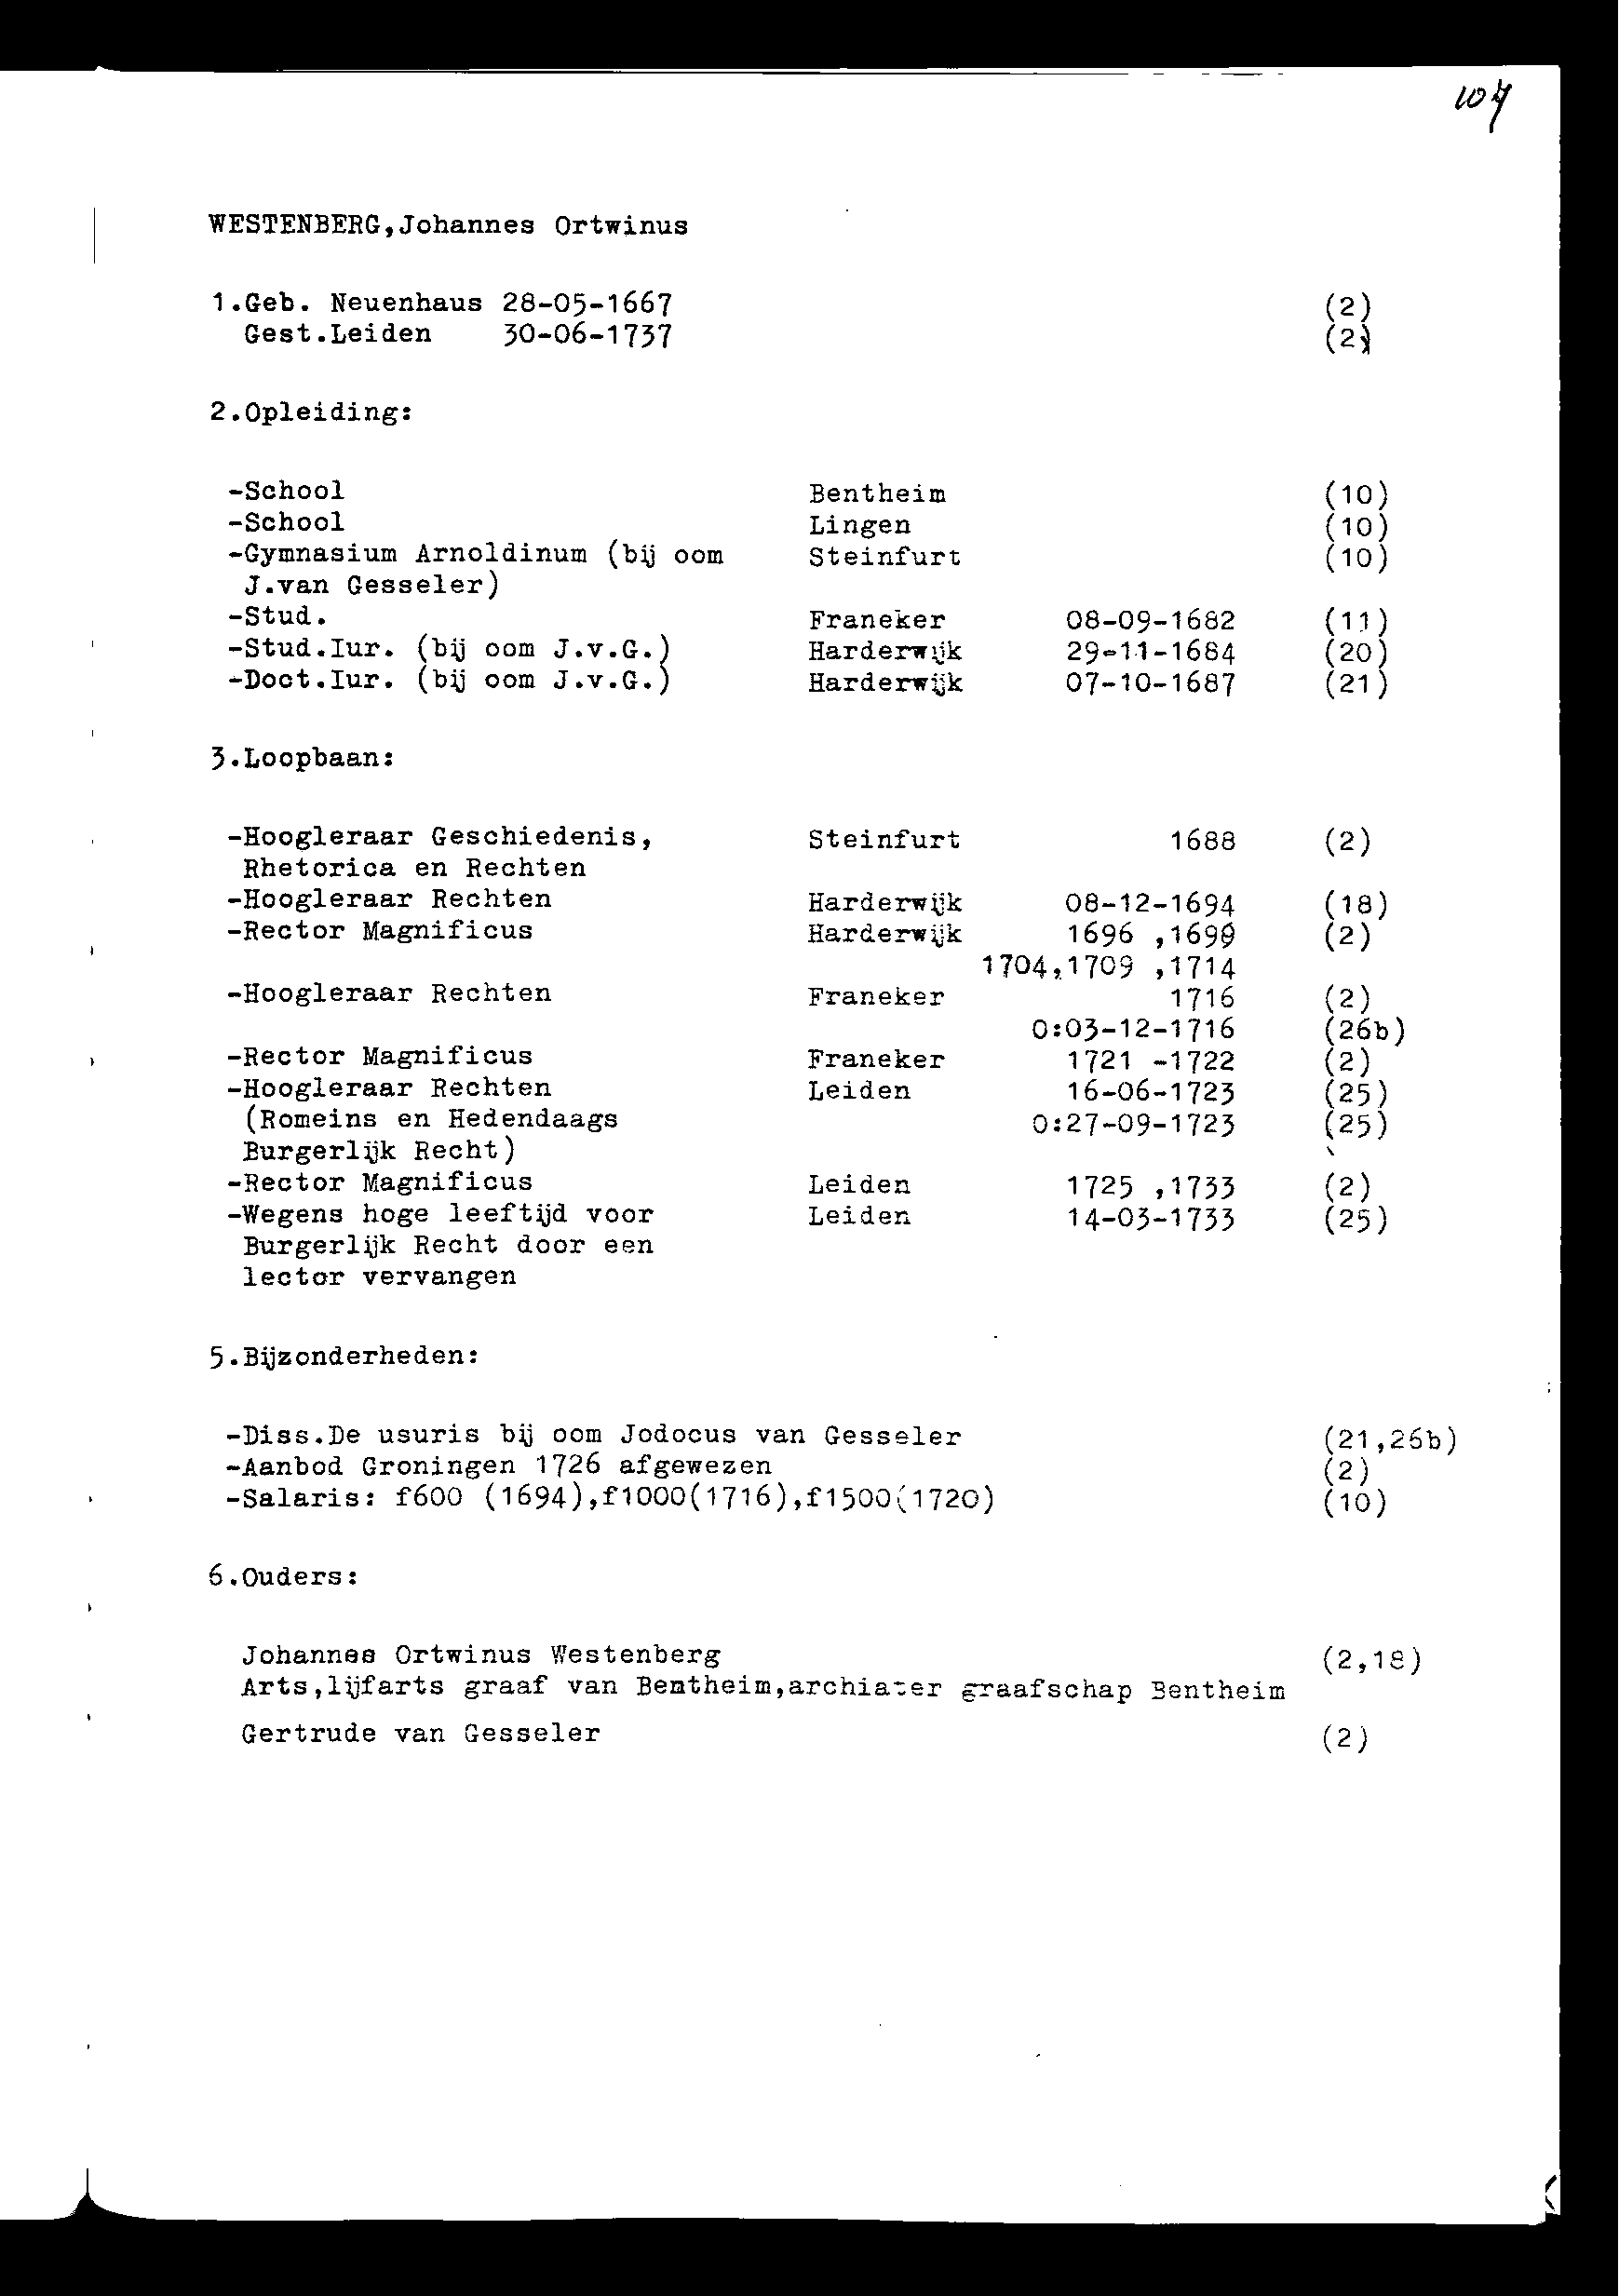 107
WESTENBERG,Johannes Ortwinus
1.Geb. Neuenhaus 28-05-1667 (2)
Gest.Leiden 30-06-1737 (2)
2.Opleiding:
-School Bentheim (10)
-School Lingen (10)
-Gymnasium Arnoldinum (bij oom Steinfurt (10)
J.van Gesseler)
-Stud. Franeker 08-09-1682 (11)
-Stud.Iur. (bij oom J.v.G.) Harderwijk 29-11-1684 (20)
-Doct.Iur. (bij oom J.v.G.) Harderwijk 07-10-1687 (21)
3.Loopbaan:
-Hoogleraar Geschiedenis, Steinfurt 1688 (2)
Rhetorica en Rechten
-Hoogleraar Rechten Harderwijk 08-12-1694 (18)
-Rector Magnificus Harderwijk 1696 ,1699 (2)
1704,1709 ,1714
-Hoogleraar Rechten Franeker 1716 (2)
0:03-12-1716 (26b)
-Rector Magnificus Franeker 1721 -1722 (2)
-Hoogleraar Rechten Leiden 16-06-1723 (25)
(Romeins en Hedendaags 0:27-09-1723 (25)
Burgerlijk Recht)
-Rector Magnificus Leiden 1725 ,1733 (2)
-Wegens hoge leeftijd voor Leiden 14-03-1733 (25)
Burgerlijk Recht door een
lector vervangen
5.Bijzonderheden:
-Diss.De usuris bij oom Jodocus van Gesseler (21,26b)
-Aanbod Groningen 1726 afgewezen (2)
-Salaris: f600 (1694),f1000(1716),f1500(1720) (10)
6.Ouders:
Johannes Ortwinus Westenberg (2,18)
Arts,lijfarts graaf van Bentheim,archiater graafschap Bentheim
Gertrude van Gesseler (2)